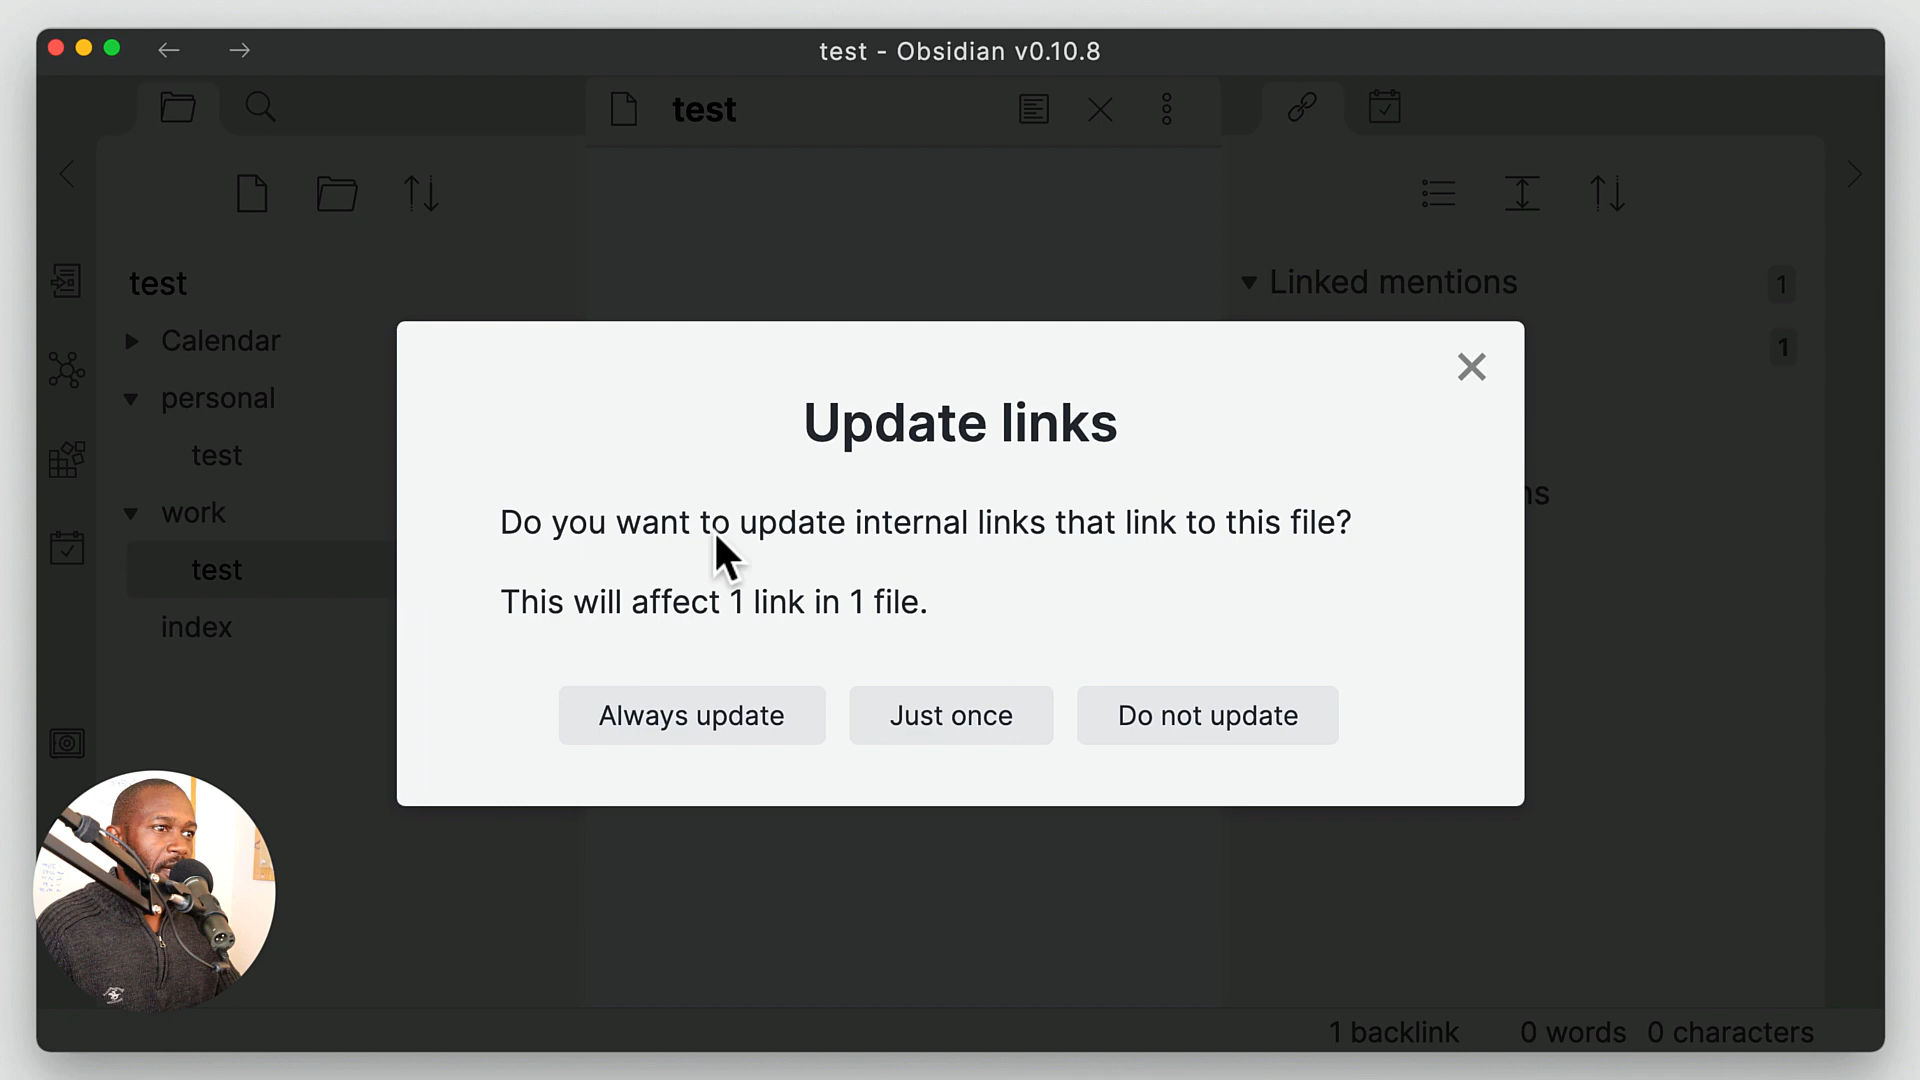 test - Obsidian v0.10.8
test
test
Linked mentions
1
Calendar
1
personal
test
work
test
index
Update links
Do you want to update internal links that link to this file?
This will affect 1 link in 1 file.
Always update
Just once
Do not update
1 backlink
0 words
0 characters